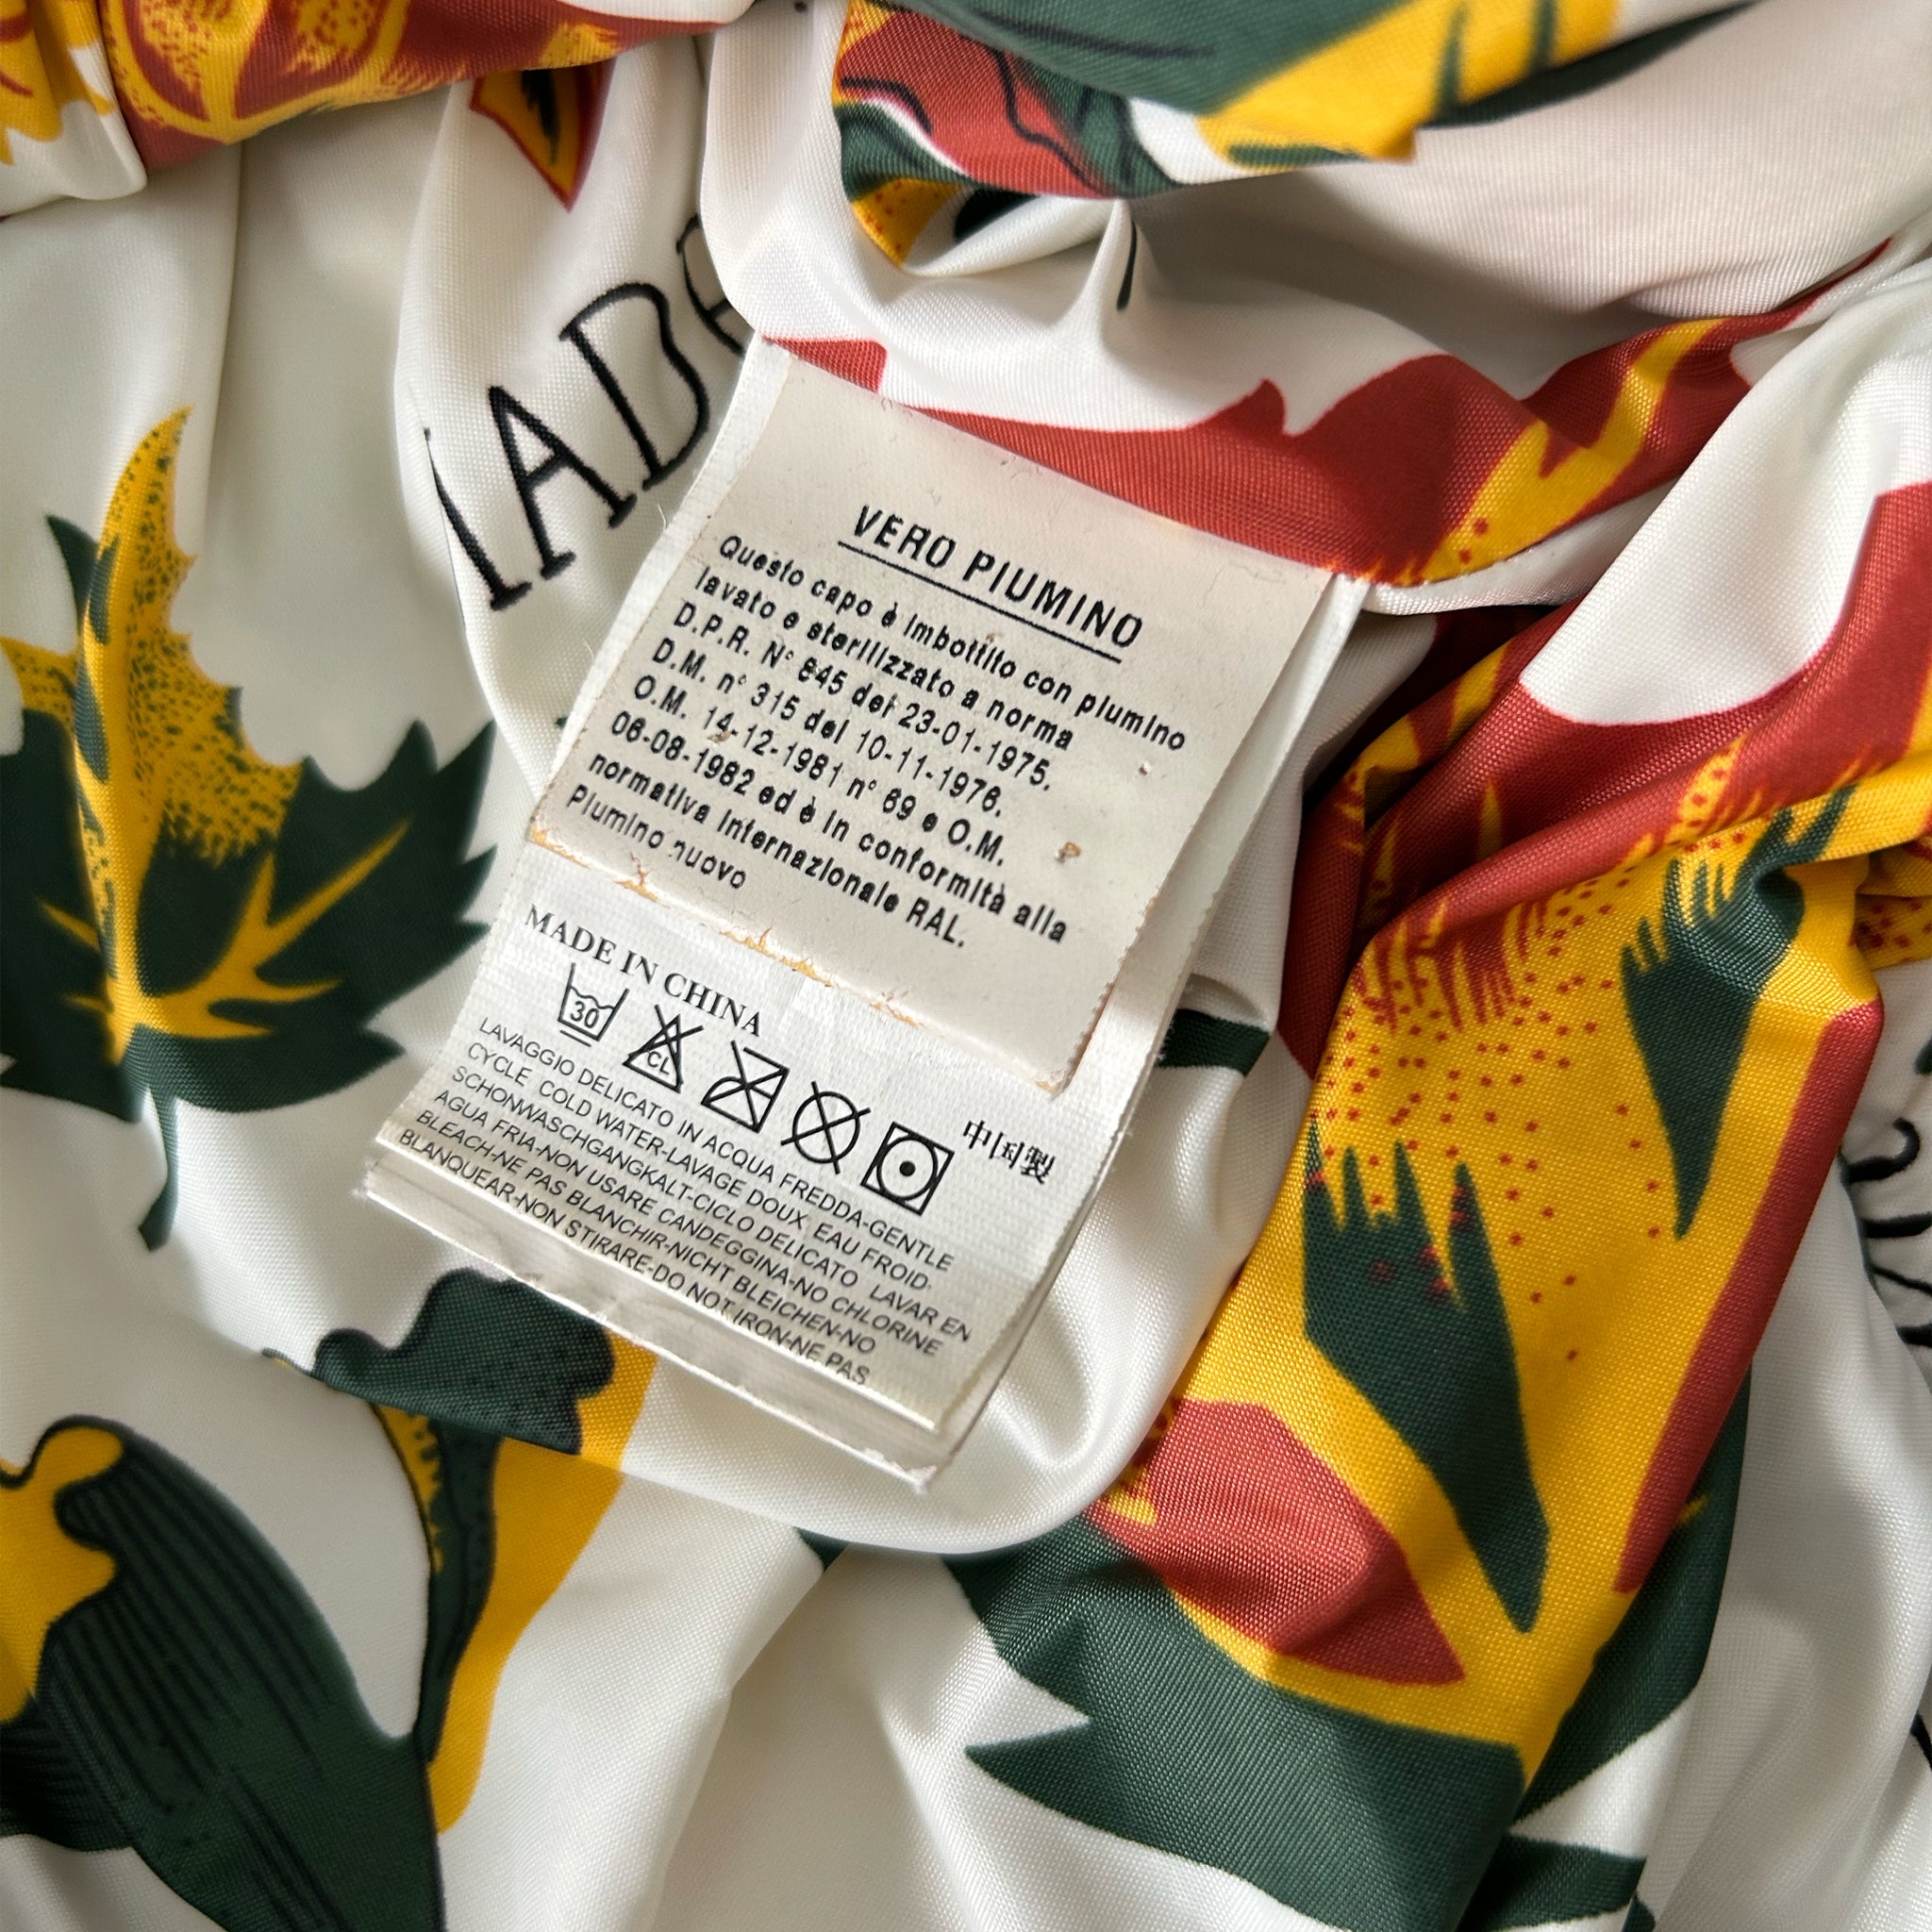 IADE
VERO PIUMINO
Questo capo è imbottito con piumino
lavato e sterilizzato a norma
D.P.R. N° 845 del 23-01-1975.
D.M. n° 315 del 10-11-1976.
O.M. 14-12-1981 n° 69 e O.M.
06-08-1982 ed è in conformità alla
normativa internazionale RAL.
Piumino nuovo
MADE IN CHINA
30
CL
中国製
LAVAGGIO DELICATO IN ACQUA FREDDA-GENTLE
CYCLE COLD WATER-LAVAGE DOUX, EAU FROID-
SCHONWASCHGANGKALT-CICLO DELICATO LAVAR EN
AGUA FRIA-NON USARE CANDEGGINA-NO CHLORINE
BLEACH-NE PAS BLANCHIR-NICHT BLEICHEN-NO
BLANQUEAR-NON STIRARE-DO NOT IRON-NE PAS